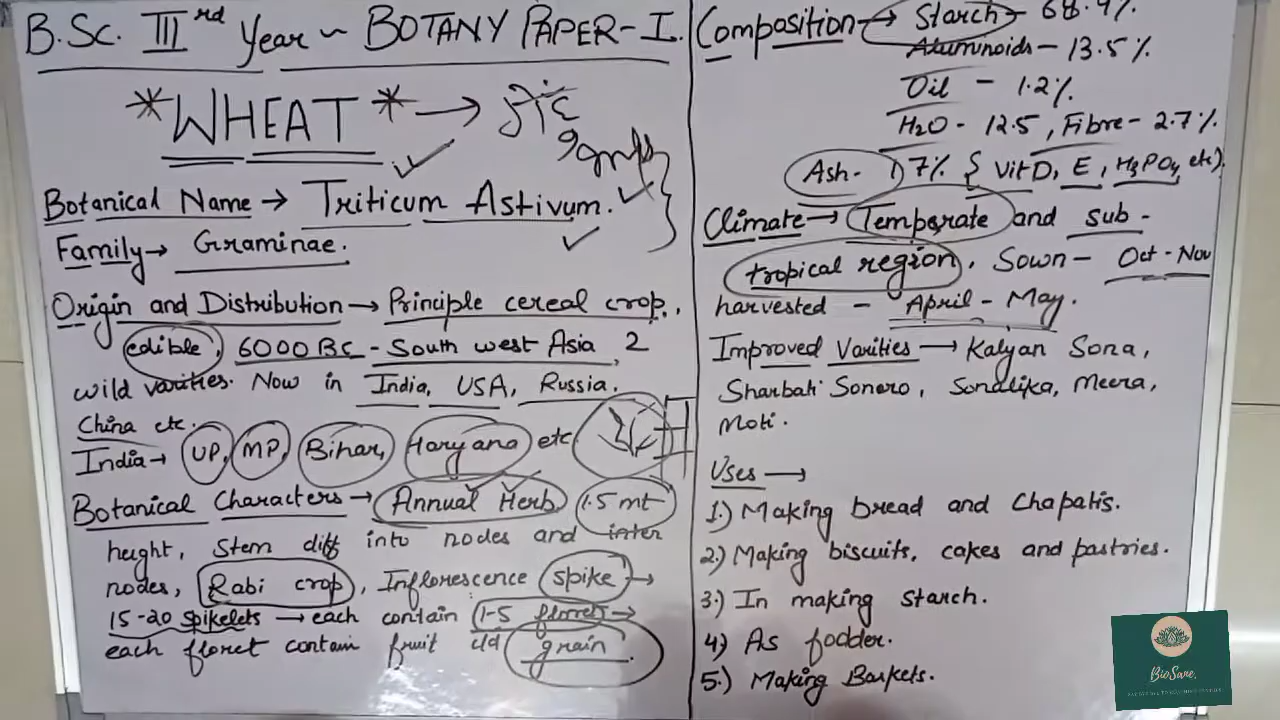 B.Sc. IIIrd Year ~ BOTANY PAPER-I.
*WHEAT* →
Botanical Name → Triticum Astivum.
Family → Graminae.
Origin and Distribution → Principle cereal crop,
edible, 6000 BC - South west Asia, 2
wild varities. Now in India, USA, Russia,
China etc.
India → UP, MP, Bihar, Haryana etc
Botanical Characters → Annual Herb, 1.5 mt
height, Stem diff into nodes and inter
nodes, Rabi crop, Inflorescence spike →
15-20 spikelets → each contain 1-5 floret →
each floret contain fruit c/d grain.
Composition → Starch - 68.4%
Aluminoids - 13.5%
Oil - 1.2%
H2O - 12.5, Fibre - 2.7%
Ash - 1.7% { Vit D, E, H3PO4 etc}
Climate → Temperate and sub-
tropical region. Sown - Oct - Nov
harvested - April - May.
Improved Varities → Kalyan Sona,
Sharbati Sonero, Sonalika, Meera,
Moti.
Uses →
1.) Making bread and Chapatis.
2.) Making biscuits, cakes and pastries.
3.) In making starch.
4) As fodder.
5.) Making Baskets.
BioSane.